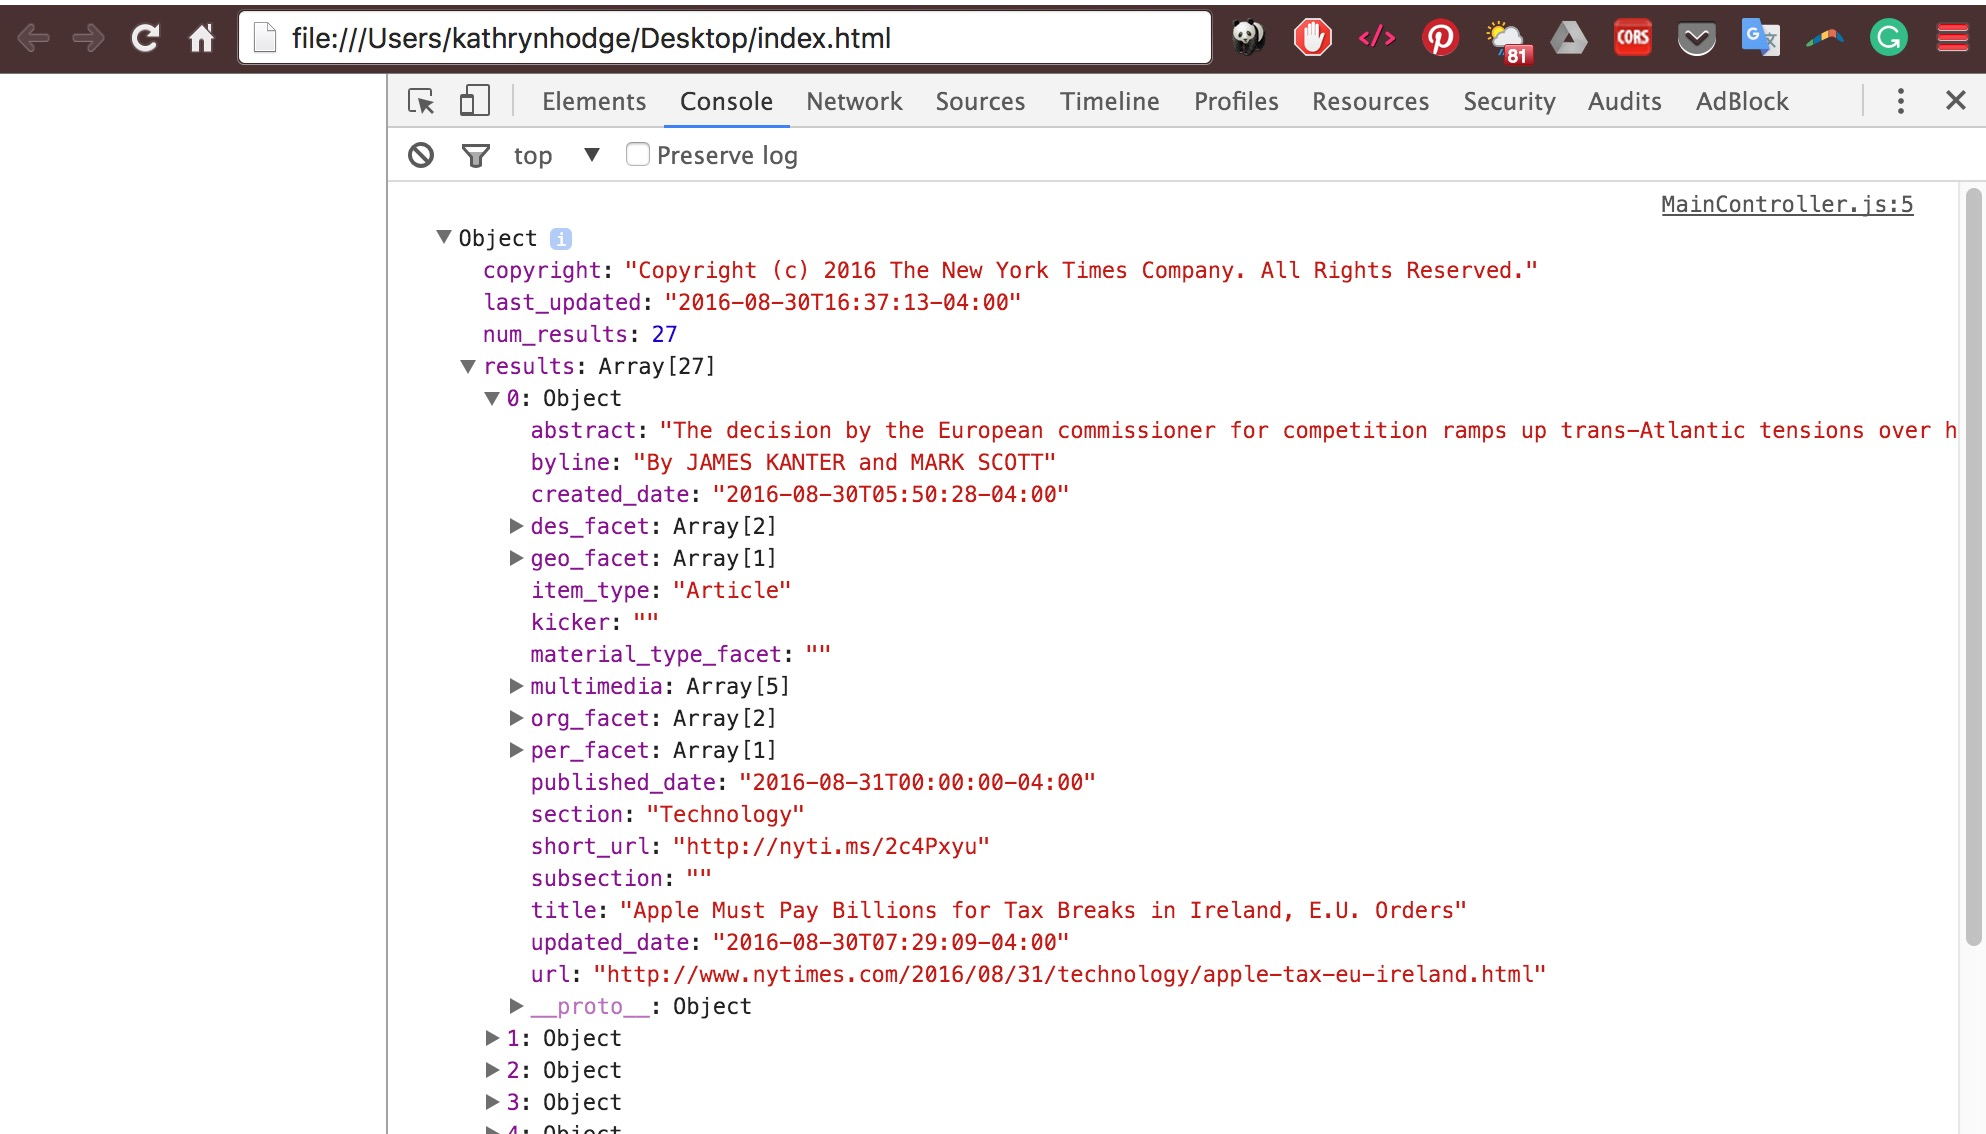 file:///Users/kathrynhodge/Desktop/index.html
81
CORS
Elements Console Network Sources Timeline Profiles Resources Security Audits AdBlock
top Preserve log
MainController.js:5
Object i
copyright: "Copyright (c) 2016 The New York Times Company. All Rights Reserved."
last_updated: "2016-08-30T16:37:13-04:00"
num_results: 27
results: Array[27]
0: Object
abstract: "The decision by the European commissioner for competition ramps up trans-Atlantic tensions over h
byline: "By JAMES KANTER and MARK SCOTT"
created_date: "2016-08-30T05:50:28-04:00"
des_facet: Array[2]
geo_facet: Array[1]
item_type: "Article"
kicker: ""
material_type_facet: ""
multimedia: Array[5]
org_facet: Array[2]
per_facet: Array[1]
published_date: "2016-08-31T00:00:00-04:00"
section: "Technology"
short_url: "http://nyti.ms/2c4Pxyu"
subsection: ""
title: "Apple Must Pay Billions for Tax Breaks in Ireland, E.U. Orders"
updated_date: "2016-08-30T07:29:09-04:00"
url: "http://www.nytimes.com/2016/08/31/technology/apple-tax-eu-ireland.html"
__proto__: Object
1: Object
2: Object
3: Object
4: Object